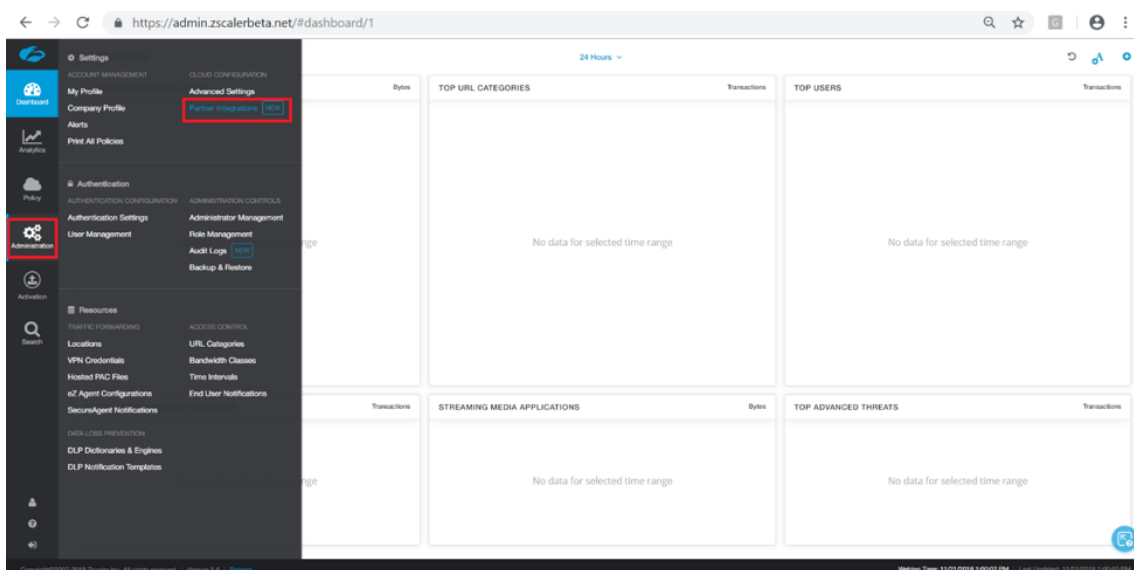 https://admin.zscalerbeta.net/#dashboard/1
G
Settings
24 Hours
ACCOUNT MANAGEMENT
CLOUD CONFIGURATION
My Profile
Advanced Settings
Bytes
TOP URL CATEGORIES
Transactions
TOP USERS
Transactions
Dashboard
Company Profile
Partner Integrations NEW
Alerts
Print All Policies
Analytics
Authentication
Policy
AUTHENTICATION CONFIGURATION
ADMINISTRATION CONTROLS
Authentication Settings
Administrator Management
User Management
Role Management
Administration
Audit Logs NEW
nge
No data for selected time range
No data for selected time range
Backup & Restore
Activation
Resources
TRAFFIC FORWARDING
ACCESS CONTROL
Search
Locations
URL Categories
VPN Credentials
Bandwidth Classes
Hosted PAC Files
Time Intervals
eZ Agent Configurations
End User Notifications
SecureAgent Notifications
Transactions
STREAMING MEDIA APPLICATIONS
Bytes
TOP ADVANCED THREATS
Transactions
DATA LOSS PREVENTION
DLP Dictionaries & Engines
DLP Notification Templates
nge
No data for selected time range
No data for selected time range